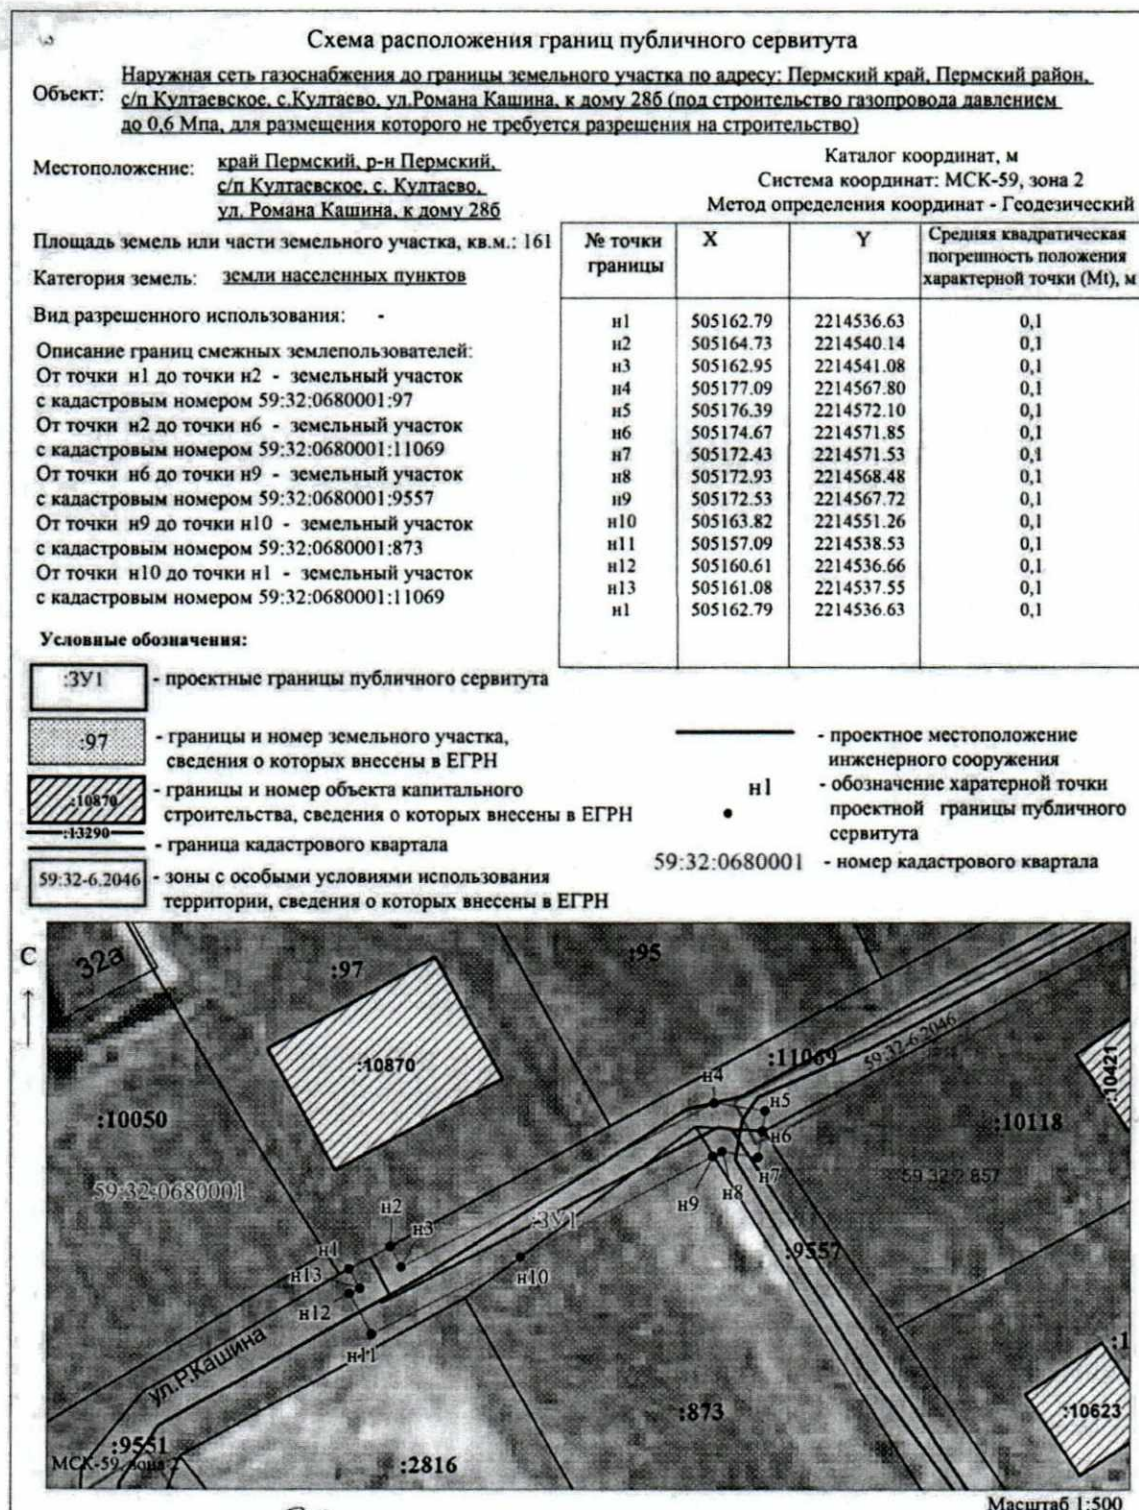 Схема расположения границ публичного сервитута
Объект: Наружная сеть газоснабжения до границы земельного участка по адресу: Пермский край, Пермский район,
с/п Култаевское, с.Култаево, ул.Романа Кашина, к дому 28б (под строительство газопровода давлением
до 0,6 Мпа, для размещения которого не требуется разрешения на строительство)
Местоположение: край Пермский, р-н Пермский,
с/п Култаевское, с. Култаево,
ул. Романа Кашина, к дому 28б
Площадь земель или части земельного участка, кв.м.: 161
Категория земель: земли населенных пунктов
Вид разрешенного использования: -
Описание границ смежных землепользователей:
От точки н1 до точки н2 - земельный участок
с кадастровым номером 59:32:0680001:97
От точки н2 до точки н6 - земельный участок
с кадастровым номером 59:32:0680001:11069
От точки н6 до точки н9 - земельный участок
с кадастровым номером 59:32:0680001:9557
От точки н9 до точки н10 - земельный участок
с кадастровым номером 59:32:0680001:873
От точки н10 до точки н1 - земельный участок
с кадастровым номером 59:32:0680001:11069
Каталог координат, м
Система координат: МСК-59, зона 2
Метод определения координат - Геодезический
№ точки границы X Y Средняя квадратическая погрешность положения характерной точки (Mt), м
н1 505162.79 2214536.63 0,1
н2 505164.73 2214540.14 0,1
н3 505162.95 2214541.08 0,1
н4 505177.09 2214567.80 0,1
н5 505176.39 2214572.10 0,1
н6 505174.67 2214571.85 0,1
н7 505172.43 2214571.53 0,1
н8 505172.93 2214568.48 0,1
н9 505172.53 2214567.72 0,1
н10 505163.82 2214551.26 0,1
н11 505157.09 2214538.53 0,1
н12 505160.61 2214536.66 0,1
н13 505161.08 2214537.55 0,1
н1 505162.79 2214536.63 0,1
Условные обозначения:
:ЗУ1 - проектные границы публичного сервитута
:97 - границы и номер земельного участка,
сведения о которых внесены в ЕГРН
:10870 - границы и номер объекта капитального
строительства, сведения о которых внесены в ЕГРН
:13290
- граница кадастрового квартала
59:32-6.2046 - зоны с особыми условиями использования
территории, сведения о которых внесены в ЕГРН
- проектное местоположение
инженерного сооружения
н1 - обозначение харатерной точки
проектной границы публичного
сервитута
59:32:0680001 - номер кадастрового квартала
С
32а
:97
:95
:10870
:11069
59:32-6.2046
:10421
н4
н5
:10050
:10118
н6
н7
59:32:0680001
59:32-2.857
н8
н9
н2
н3
:ЗУ1
:9557
н1
н13
н10
н12
н11
ул.Р.Кашина
:1
:873
:10623
:9551
МСК-59, зона 2
:2816
Масштаб 1:500